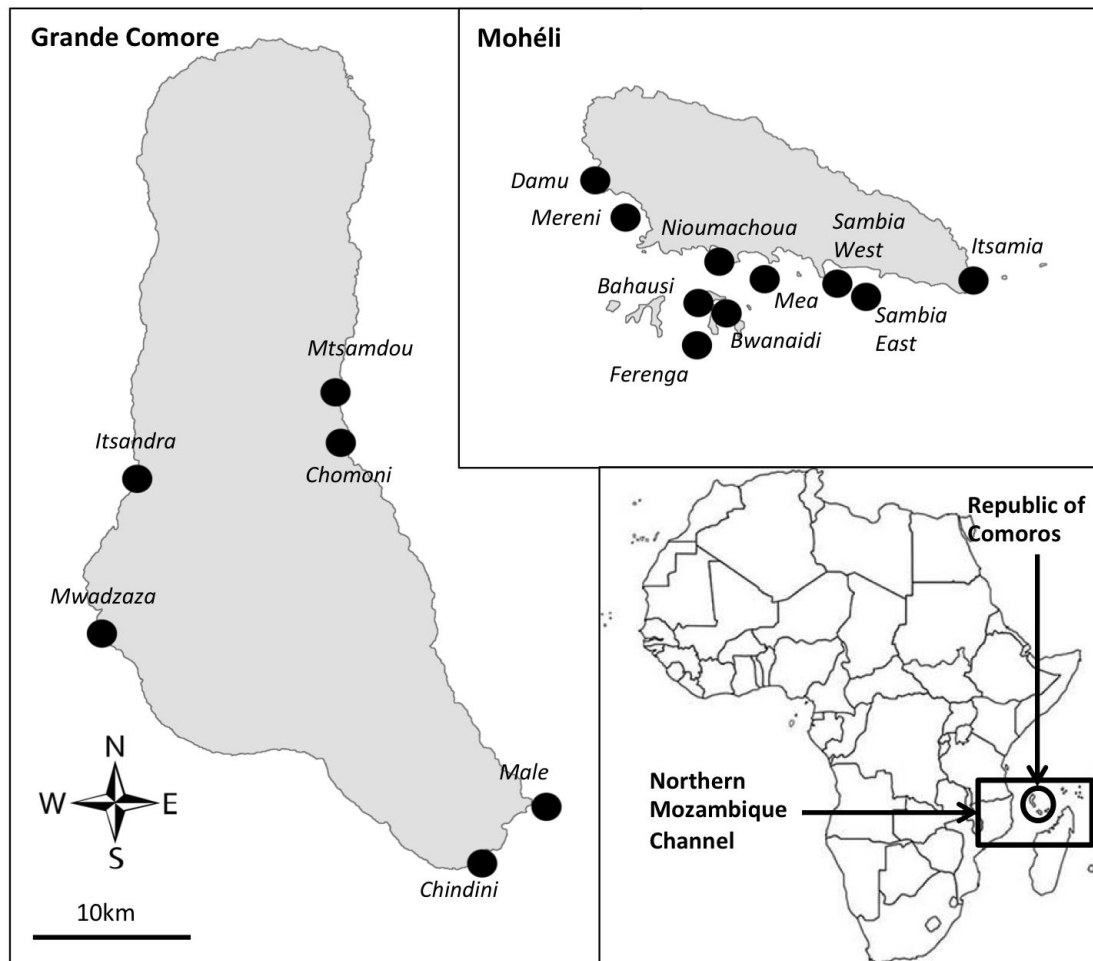 Grande Comore
Mtsamdou
Itsandra
Chomoni
Mwadzaza
N
W
E
S
Male
Chindini
10km
Mohéli
Damu
Mereni
Nioumachoua
Sambia
West
Itsamia
Bahausi
Mea
Sambia
East
Bwanaidi
Ferenga
Republic of
Comoros
Northern
Mozambique
Channel